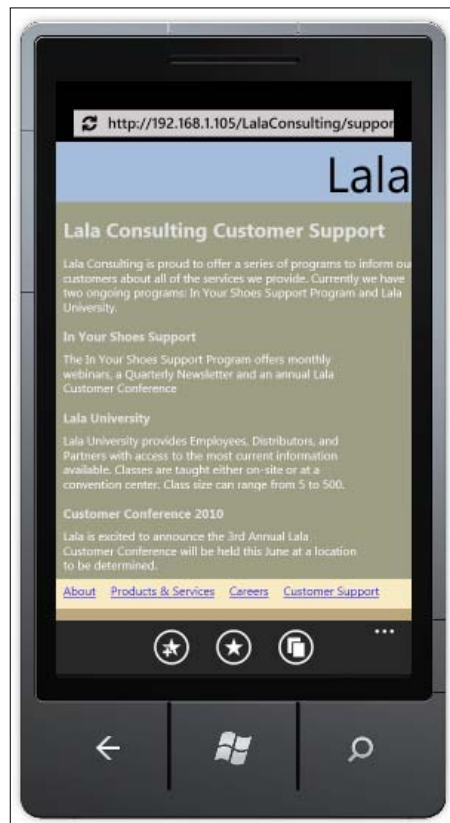 http://192.168.1.105/LalaConsulting/suppor
Lala
Lala Consulting Customer Support
Lala Consulting is proud to offer a series of programs to inform ou
customers about all of the services we provide. Currently we have
two ongoing programs: In Your Shoes Support Program and Lala
University.
In Your Shoes Support
The In Your Shoes Support Program offers monthly
webinars, a Quarterly Newsletter and an annual Lala
Customer Conference
Lala University
Lala University provides Employees, Distributors, and
Partners with access to the most current information
available. Classes are taught either on-site or at a
convention center. Class size can range from 5 to 500.
Customer Conference 2010
Lala is excited to announce the 3rd Annual Lala
Customer Conference will be held this June at a location
to be determined.
About Products & Services Careers Customer Support